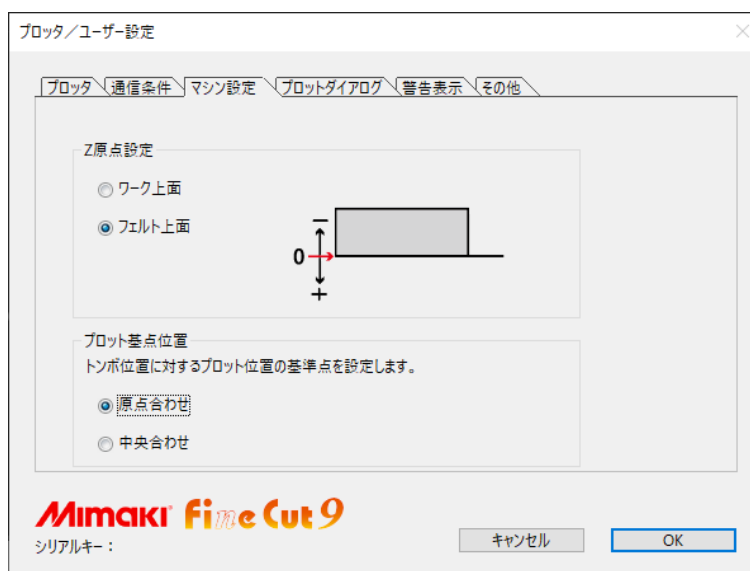 プロッタ／ユーザー設定
プロッタ 通信条件 マシン設定 プロットダイアログ 警告表示 その他
Z原点設定
ワーク上面
フェルト上面
−
0
+
プロット基点位置
トンボ位置に対するプロット位置の基準点を設定します。
原点合わせ
中央合わせ
Mimaki Fine Cut 9
シリアルキー：
キャンセル OK